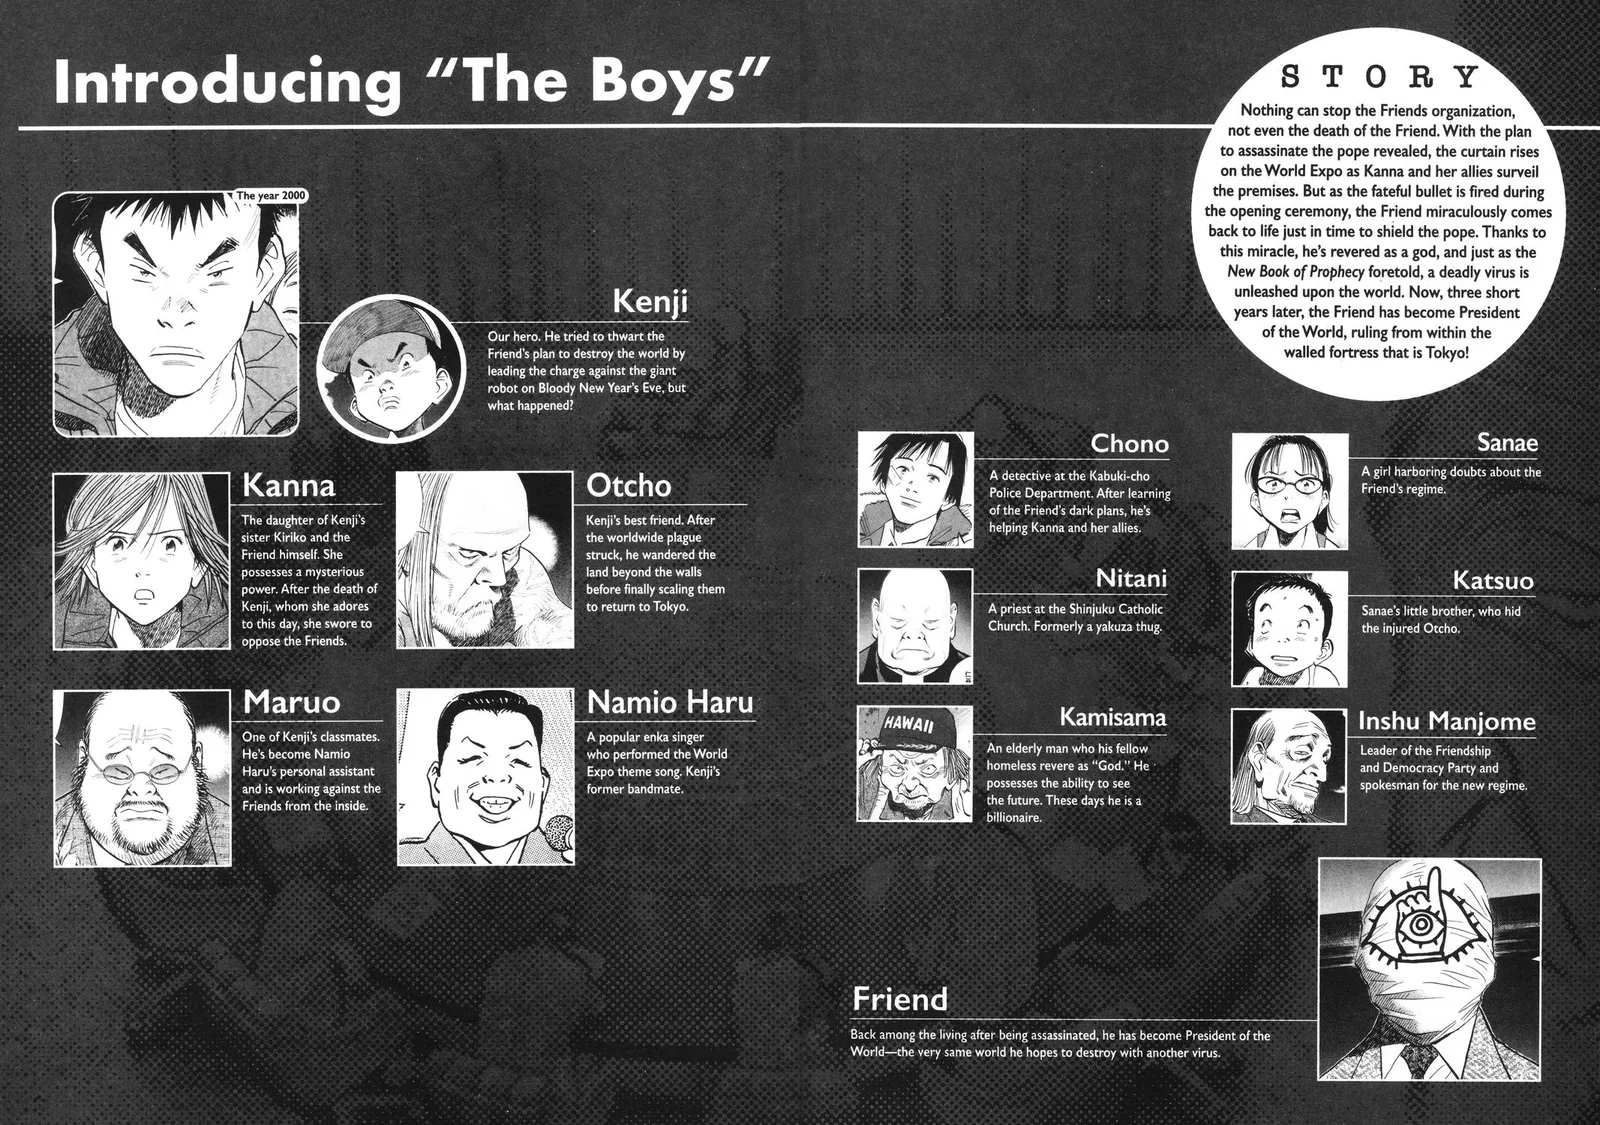 Introducing “The Boys”
STORY
Nothing can stop the Friends organization,
not even the death of the Friend. With the plan
to assassinate the pope revealed, the curtain rises
on the World Expo as Kanna and her allies surveil
the premises. But as the fateful bullet is fired during
the opening ceremony, the Friend miraculously comes
back to life just in time to shield the pope. Thanks to
this miracle, he’s revered as a god, and just as the
New Book of Prophecy foretold, a deadly virus is
unleashed upon the world. Now, three short
years later, the Friend has become President
of the World, ruling from within the
walled fortress that is Tokyo!
The year 2000
Kenji
Our hero. He tried to thwart the
Friend’s plan to destroy the world by
leading the charge against the giant
robot on Bloody New Year’s Eve, but
what happened?
Kanna
The daughter of Kenji’s
sister Kiriko and the
Friend himself. She
possesses a mysterious
power. After the death of
Kenji, whom she adores
to this day, she swore to
oppose the Friends.
Otcho
Kenji’s best friend. After
the worldwide plague
struck, he wandered the
land beyond the walls
before finally scaling them
to return to Tokyo.
Maruo
One of Kenji’s classmates.
He’s become Namio
Haru’s personal assistant
and is working against the
Friends from the inside.
Namio Haru
A popular enka singer
who performed the World
Expo theme song. Kenji’s
former bandmate.
Chono
A detective at the Kabuki-cho
Police Department. After learning
of the Friend’s dark plans, he’s
helping Kanna and her allies.
Sanae
A girl harboring doubts about the
Friend’s regime.
Nitani
A priest at the Shinjuku Catholic
Church. Formerly a yakuza thug.
Katsuo
Sanae’s little brother, who hid
the injured Otcho.
HAWAII
Kamisama
An elderly man who his fellow
homeless revere as “God.” He
possesses the ability to see
the future. These days he is a
billionaire.
Inshu Manjome
Leader of the Friendship
and Democracy Party and
spokesman for the new regime.
Friend
Back among the living after being assassinated, he has become President of the
World—the very same world he hopes to destroy with another virus.